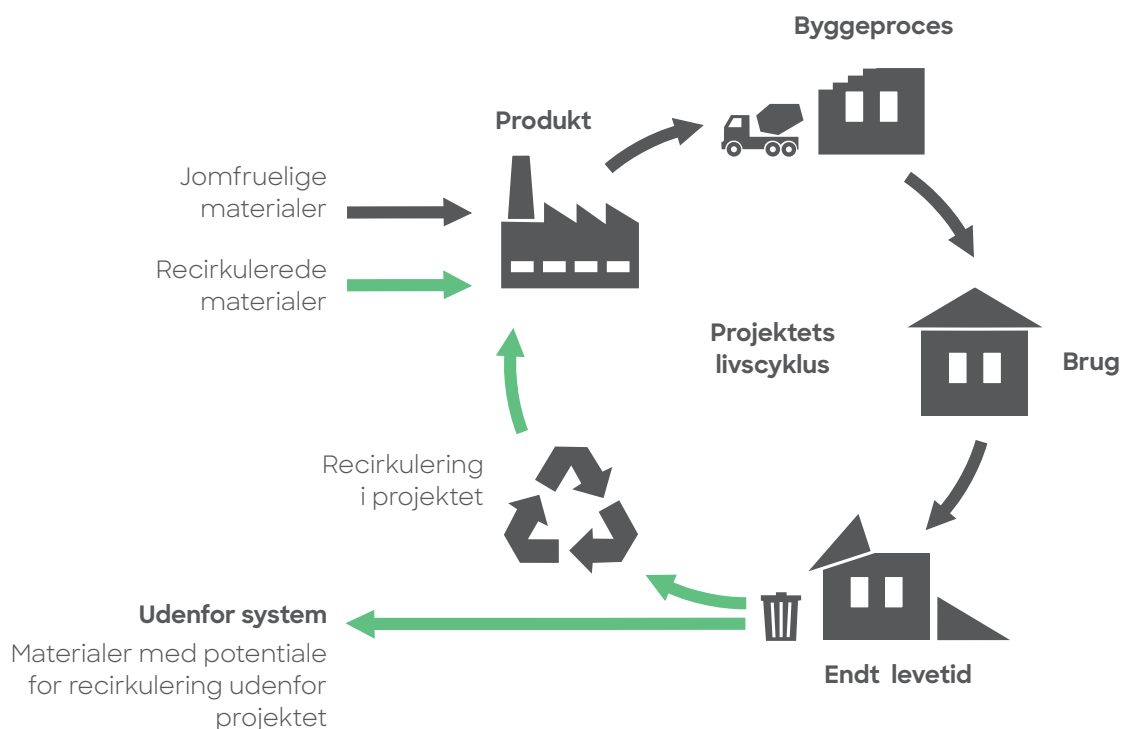 Byggeproces
Produkt
Jomfruelige
materialer
Recirkulerede
materialer
Projektets
livscyklus
Brug
Recirkulering
i projektet
Udenfor system
Materialer med potentiale
for recirkulering udenfor
projektet
Endt levetid